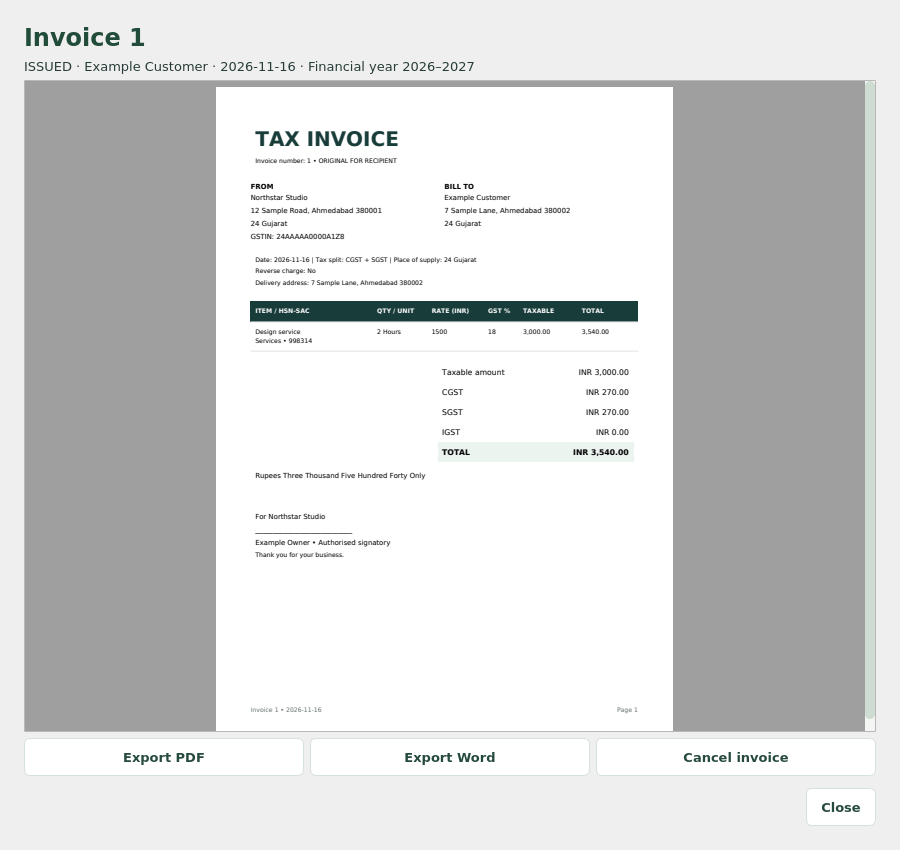 Invoice 1
ISSUED · Example Customer · 2026-11-16 · Financial year 2026–2027
TAX INVOICE
Invoice number: 1 • ORIGINAL FOR RECIPIENT
FROM
Northstar Studio
12 Sample Road, Ahmedabad 380001
24 Gujarat
GSTIN: 24AAAAA0000A1Z8
BILL TO
Example Customer
7 Sample Lane, Ahmedabad 380002
24 Gujarat
Date: 2026-11-16 | Tax split: CGST + SGST | Place of supply: 24 Gujarat
Reverse charge: No
Delivery address: 7 Sample Lane, Ahmedabad 380002
ITEM / HSN-SAC QTY / UNIT RATE (INR) GST % TAXABLE TOTAL
Design service 2 Hours 1500 18 3,000.00 3,540.00
Services • 998314
Taxable amount INR 3,000.00
CGST INR 270.00
SGST INR 270.00
IGST INR 0.00
TOTAL INR 3,540.00
Rupees Three Thousand Five Hundred Forty Only
For Northstar Studio
Example Owner • Authorised signatory
Thank you for your business.
Invoice 1 • 2026-11-16 Page 1
Export PDF Export Word Cancel invoice
Close